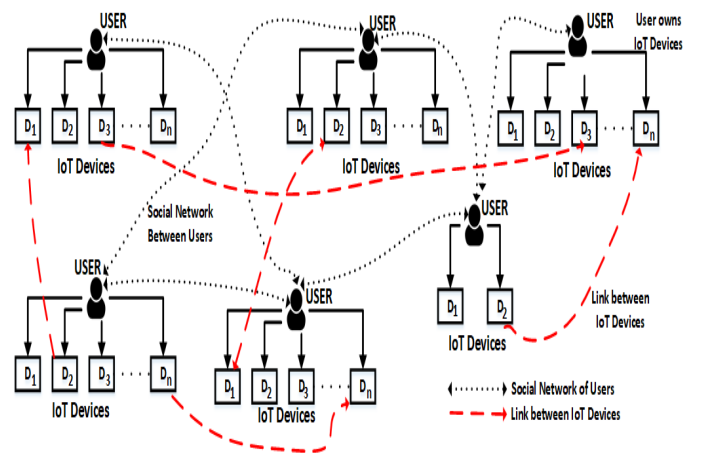 USER
USER
USER
User owns
IoT Devices
D1 D2 D3 Dn
D1 D2 D3 Dn
D1 D2 D3 Dn
IoT Devices
IoT Devices
IoT Devices
Social Network
Between Users
USER
USER
USER
D1 D2
Link between
IoT Devices
IoT Devices
D1 D2 D3 Dn
D1 D2 D3 Dn
IoT Devices
IoT Devices
Social Network of Users
Link between IoT Devices